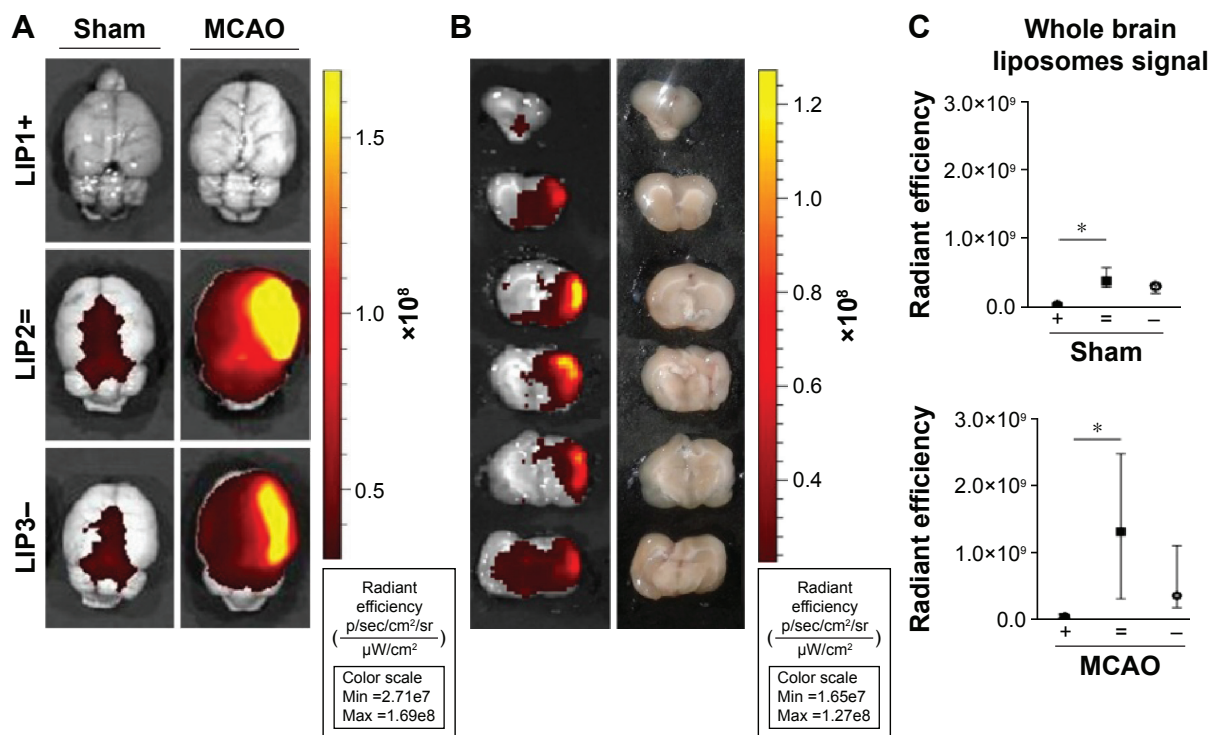 A
Sham
MCAO
LIP1+
LIP2=
LIP3–
1.5
1.0
0.5
×10⁸
Radiant
efficiency
( p/sec/cm²/sr
µW/cm² )
Color scale
Min =2.71e7
Max =1.69e8
B
1.2
1.0
0.8
0.6
0.4
×10⁸
Radiant
efficiency
( p/sec/cm²/sr
µW/cm² )
Color scale
Min =1.65e7
Max =1.27e8
C
Whole brain
liposomes signal
Radiant efficiency
3.0×10⁹
1.0×10⁹
0.0
*
+ = –
Sham
Radiant efficiency
3.0×10⁹
2.0×10⁹
1.0×10⁹
0.0
*
+ = –
MCAO